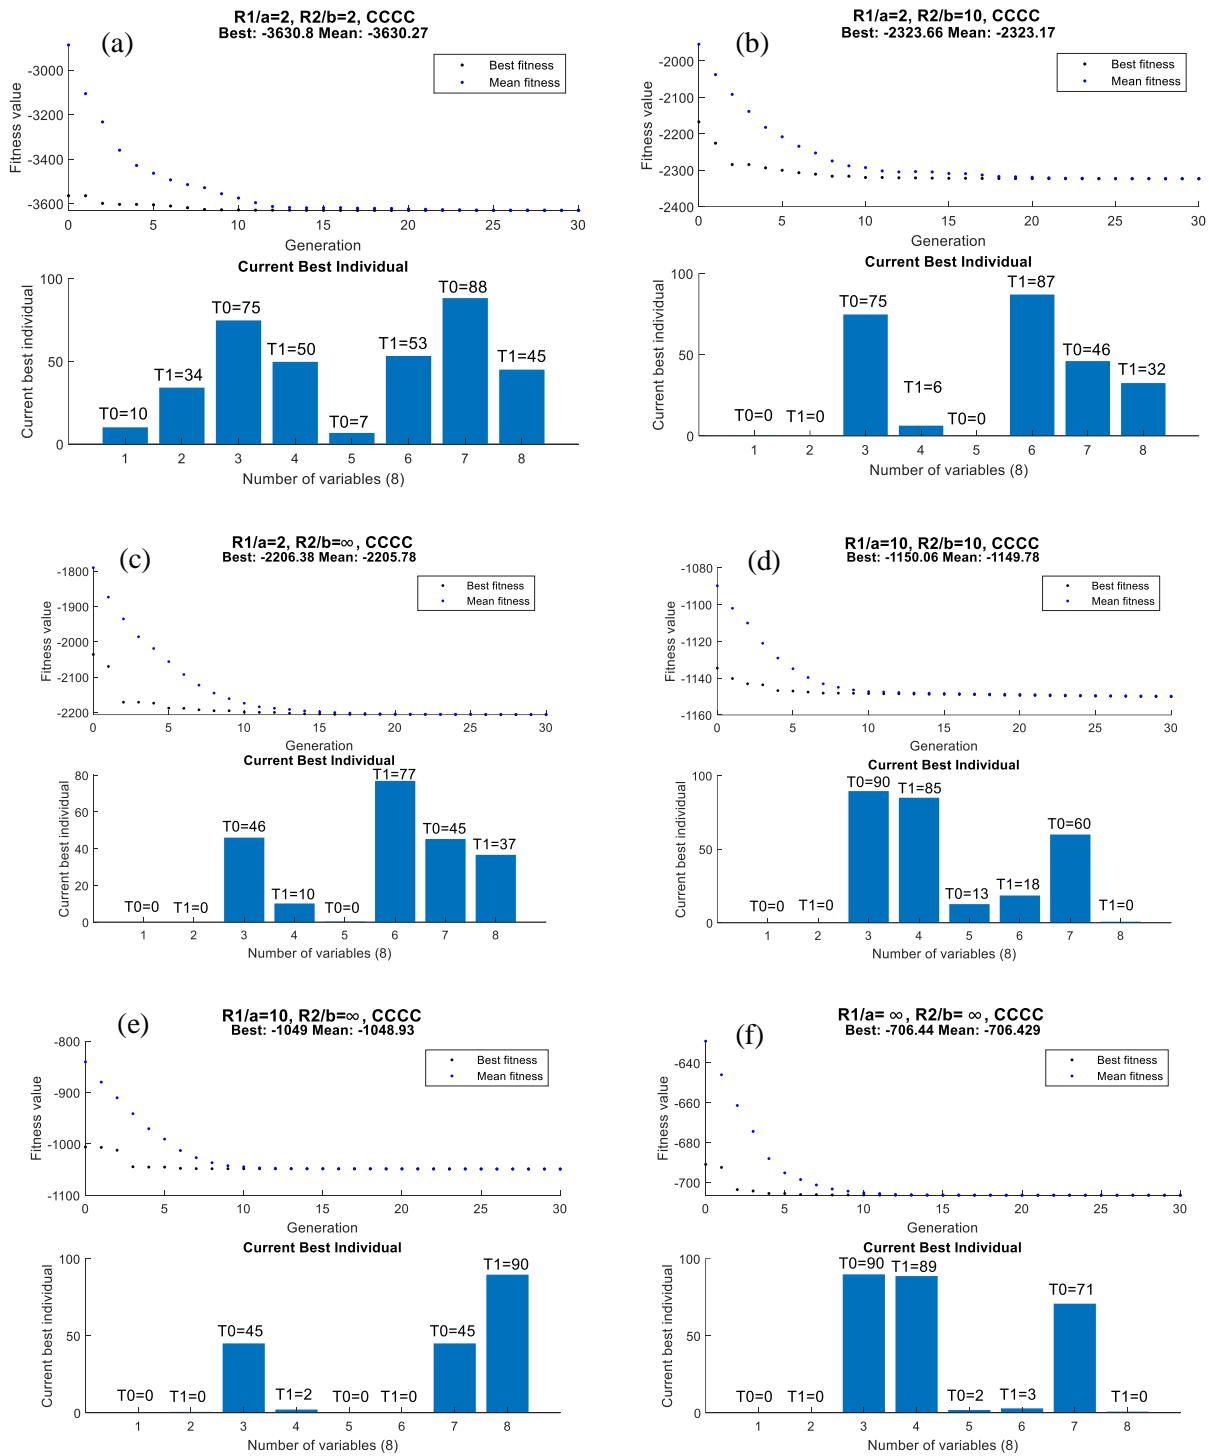 (a)
R1/a=2, R2/b=2, CCCC
Best: -3630.8 Mean: -3630.27
Fitness value
-3000
-3200
-3400
-3600
Best fitness
Mean fitness
0 5 10 15 20 25 30
Generation
Current Best Individual
Current best individual
100
50
0
T0=10
T1=34
T0=75
T1=50
T0=7
T1=53
T0=88
T1=45
1 2 3 4 5 6 7 8
Number of variables (8)
(b)
R1/a=2, R2/b=10, CCCC
Best: -2323.66 Mean: -2323.17
Fitness value
-2000
-2100
-2200
-2300
-2400
Best fitness
Mean fitness
0 5 10 15 20 25 30
Generation
Current Best Individual
Current best individual
100
50
0
T0=0
T1=0
T0=75
T1=6
T0=0
T1=87
T0=46
T1=32
1 2 3 4 5 6 7 8
Number of variables (8)
(c)
R1/a=2, R2/b=∞, CCCC
Best: -2206.38 Mean: -2205.78
Fitness value
-1800
-1900
-2000
-2100
-2200
Best fitness
Mean fitness
0 5 10 15 20 25 30
Generation
Current Best Individual
Current best individual
80
60
40
20
0
T0=0
T1=0
T0=46
T1=10
T0=0
T1=77
T0=45
T1=37
1 2 3 4 5 6 7 8
Number of variables (8)
(d)
R1/a=10, R2/b=10, CCCC
Best: -1150.06 Mean: -1149.78
Fitness value
-1080
-1100
-1120
-1140
-1160
Best fitness
Mean fitness
0 5 10 15 20 25 30
Generation
Current Best Individual
Current best individual
100
50
0
T0=0
T1=0
T0=90
T1=85
T0=13
T1=18
T0=60
T1=0
1 2 3 4 5 6 7 8
Number of variables (8)
(e)
R1/a=10, R2/b=∞, CCCC
Best: -1049 Mean: -1048.93
Fitness value
-800
-900
-1000
-1100
Best fitness
Mean fitness
0 5 10 15 20 25 30
Generation
Current Best Individual
Current best individual
100
50
0
T0=0
T1=0
T0=45
T1=2
T0=0
T1=0
T0=45
T1=90
1 2 3 4 5 6 7 8
Number of variables (8)
(f)
R1/a= ∞, R2/b= ∞, CCCC
Best: -706.44 Mean: -706.429
Fitness value
-640
-660
-680
-700
Best fitness
Mean fitness
0 5 10 15 20 25 30
Generation
Current Best Individual
Current best individual
100
50
0
T0=0
T1=0
T0=90
T1=89
T0=2
T1=3
T0=71
T1=0
1 2 3 4 5 6 7 8
Number of variables (8)